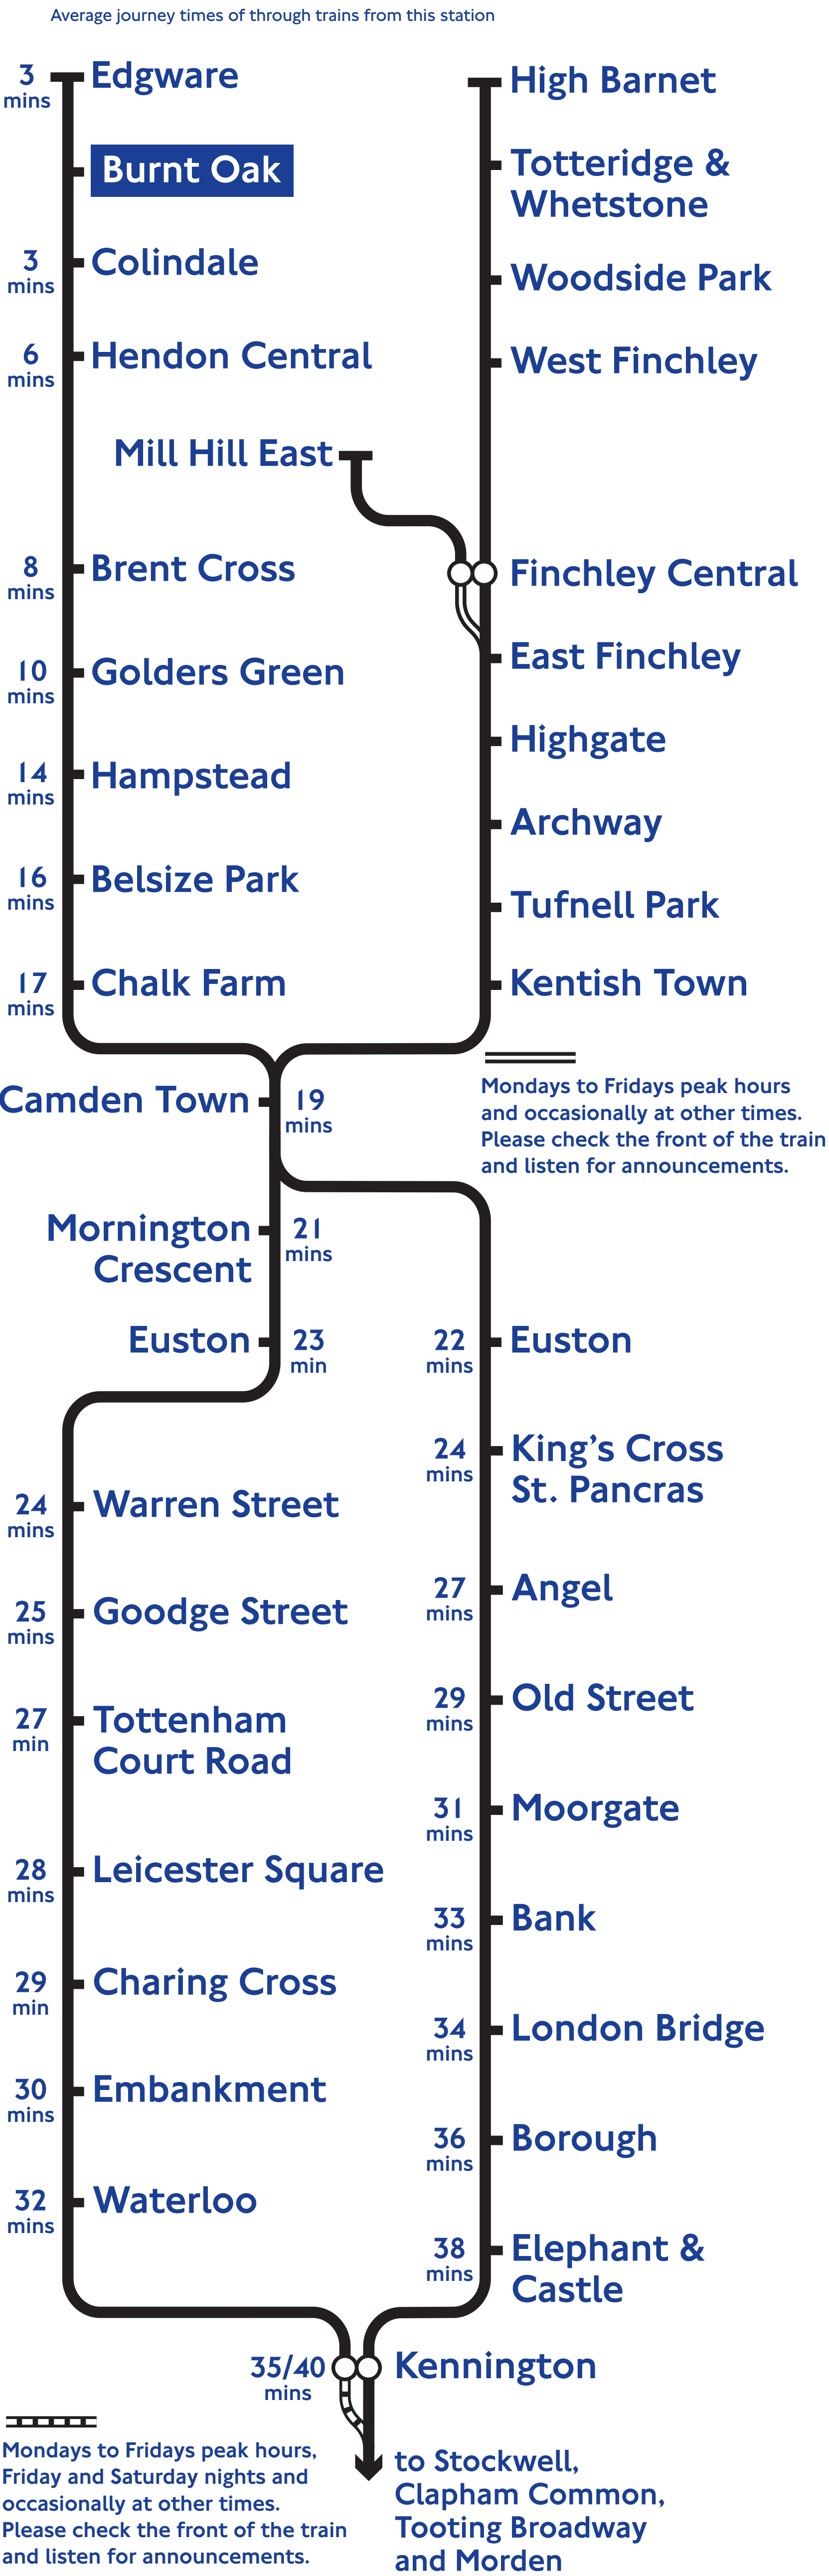 Average journey times of through trains from this station
3
mins
Edgware
Burnt Oak
3
mins
Colindale
6
mins
Hendon Central
Mill Hill East
8
mins
Brent Cross
10
mins
Golders Green
14
mins
Hampstead
16
mins
Belsize Park
17
mins
Chalk Farm
High Barnet
Totteridge &
Whetstone
Woodside Park
West Finchley
Finchley Central
East Finchley
Highgate
Archway
Tufnell Park
Kentish Town
Mondays to Fridays peak hours
and occasionally at other times.
Please check the front of the train
and listen for announcements.
Camden Town
19
mins
Mornington
Crescent
21
mins
Euston
23
min
24
mins
Warren Street
25
mins
Goodge Street
27
min
Tottenham
Court Road
28
mins
Leicester Square
29
min
Charing Cross
30
mins
Embankment
32
mins
Waterloo
22
mins
Euston
24
mins
King’s Cross
St. Pancras
27
mins
Angel
29
mins
Old Street
31
mins
Moorgate
33
mins
Bank
34
mins
London Bridge
36
mins
Borough
38
mins
Elephant &
Castle
35/40
mins
Kennington
Mondays to Fridays peak hours,
Friday and Saturday nights and
occasionally at other times.
Please check the front of the train
and listen for announcements.
to Stockwell,
Clapham Common,
Tooting Broadway
and Morden